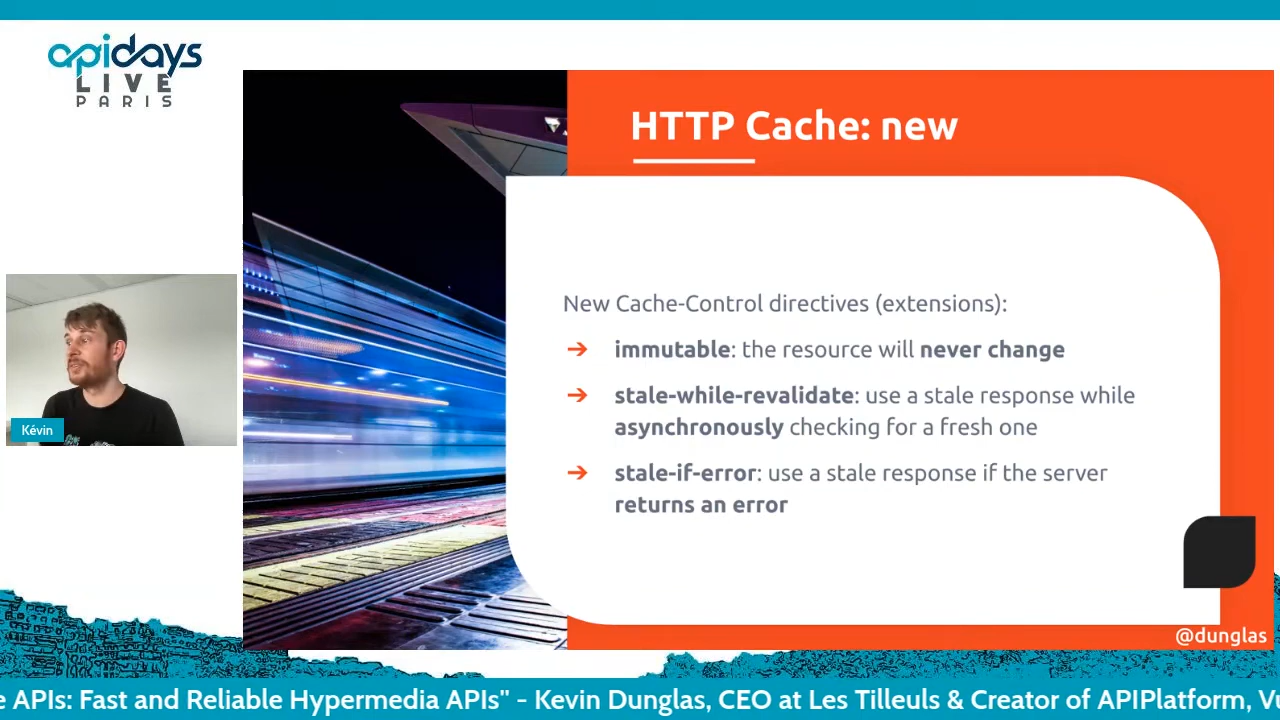 apidays
LIVE
PARIS
HTTP Cache: new
New Cache-Control directives (extensions):
➔ immutable: the resource will never change
➔ stale-while-revalidate: use a stale response while
asynchronously checking for a fresh one
➔ stale-if-error: use a stale response if the server
returns an error
Kévin
@dunglas
e APIs: Fast and Reliable Hypermedia APIs" - Kevin Dunglas, CEO at Les Tilleuls & Creator of APIPlatform, Vu